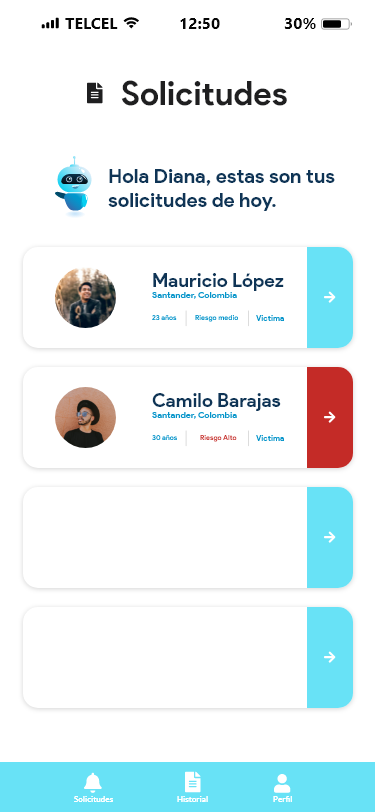 TELCEL 12:50 30%
Solicitudes
Hola Diana, estas son tus
solicitudes de hoy.
Mauricio López
Santander, Colombia
23 años Riesgo medio Victima
Camilo Barajas
Santander, Colombia
30 años Riesgo Alto Victima
Solicitudes Historial Perfil